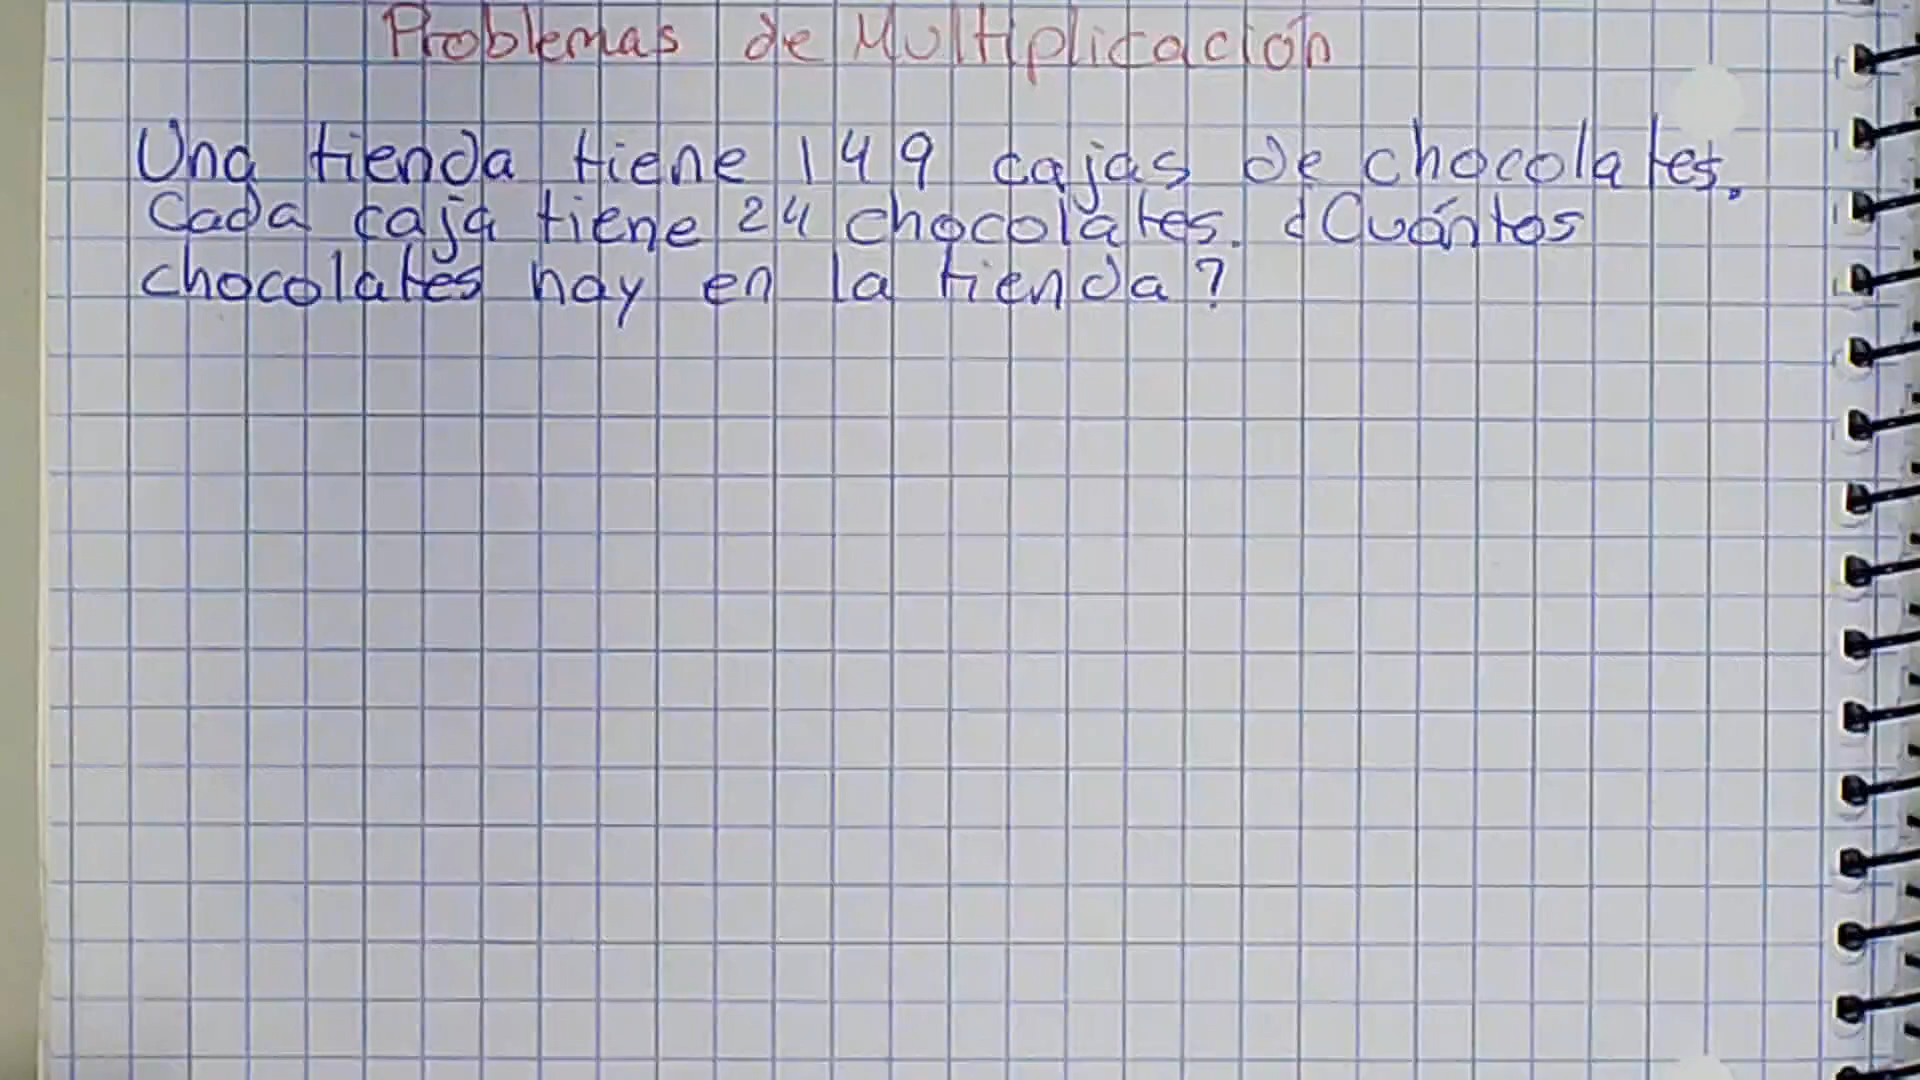 Problemas de Multiplicación
Una tienda tiene 149 cajas de chocolates.
Cada caja tiene 24 chocolates. ¿Cuántos
chocolates hay en la tienda?